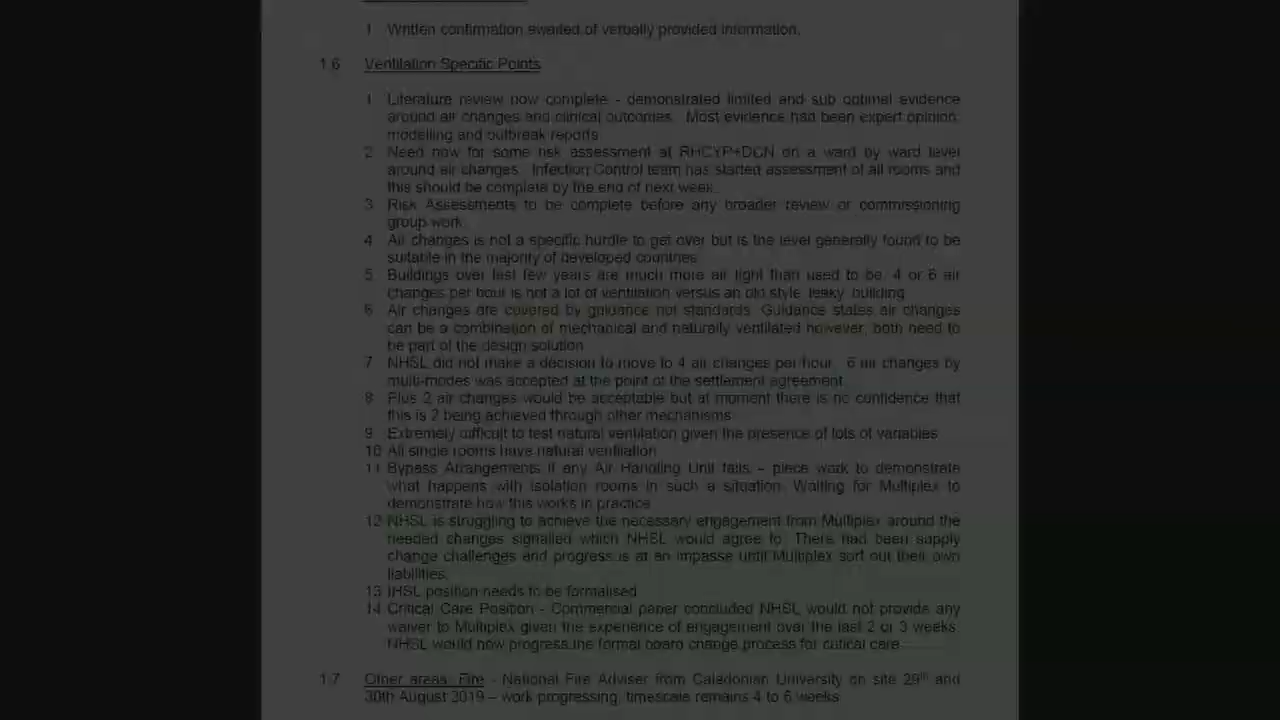 1 Written confirmation awaited of verbally provided information.
1.6 Ventilation Specific Points
1 Literature review now complete - demonstrated limited and sub optimal evidence
around air changes and clinical outcomes. Most evidence had been expert opinion,
modelling and outbreak reports
2 Need now for some risk assessment at RHCYP+DCN on a ward by ward level
around air changes. Infection Control team has started assessment of all rooms and
this should be complete by the end of next week.
3 Risk Assessments to be complete before any broader review or commissioning
group work.
4 Air changes is not a specific hurdle to get over but is the level generally found to be
suitable in the majority of developed countries
5 Buildings over last few years are much more air tight than used to be. 4 or 6 air
changes per hour is not a lot of ventilation versus an old style, leaky, building
6 Air changes are covered by guidance not standards. Guidance states air changes
can be a combination of mechanical and naturally ventilated however, both need to
be part of the design solution
7 NHSL did not make a decision to move to 4 air changes per hour. 6 air changes by
multi-modes was accepted at the point of the settlement agreement
8 Plus 2 air changes would be acceptable but at moment there is no confidence that
this is 2 being achieved through other mechanisms
9 Extremely difficult to test natural ventilation given the presence of lots of variables
10 All single rooms have natural ventilation
11 Bypass Arrangements if any Air Handling Unit fails – piece work to demonstrate
what happens with isolation rooms in such a situation. Waiting for Multiplex to
demonstrate how this works in practice
12 NHSL is struggling to achieve the necessary engagement from Multiplex around the
needed changes signalled which NHSL would agree to. There had been supply
change challenges and progress is at an impasse until Multiplex sort out their own
liabilities.
13 IHSL position needs to be formalised
14 Critical Care Position - Commercial paper concluded NHSL would not provide any
waiver to Multiplex given the experience of engagement over the last 2 or 3 weeks.
NHSL would now progress the formal board change process for critical care
1.7 Other areas: Fire - National Fire Adviser from Caledonian University on site 29th and
30th August 2019 – work progressing, timescale remains 4 to 6 weeks